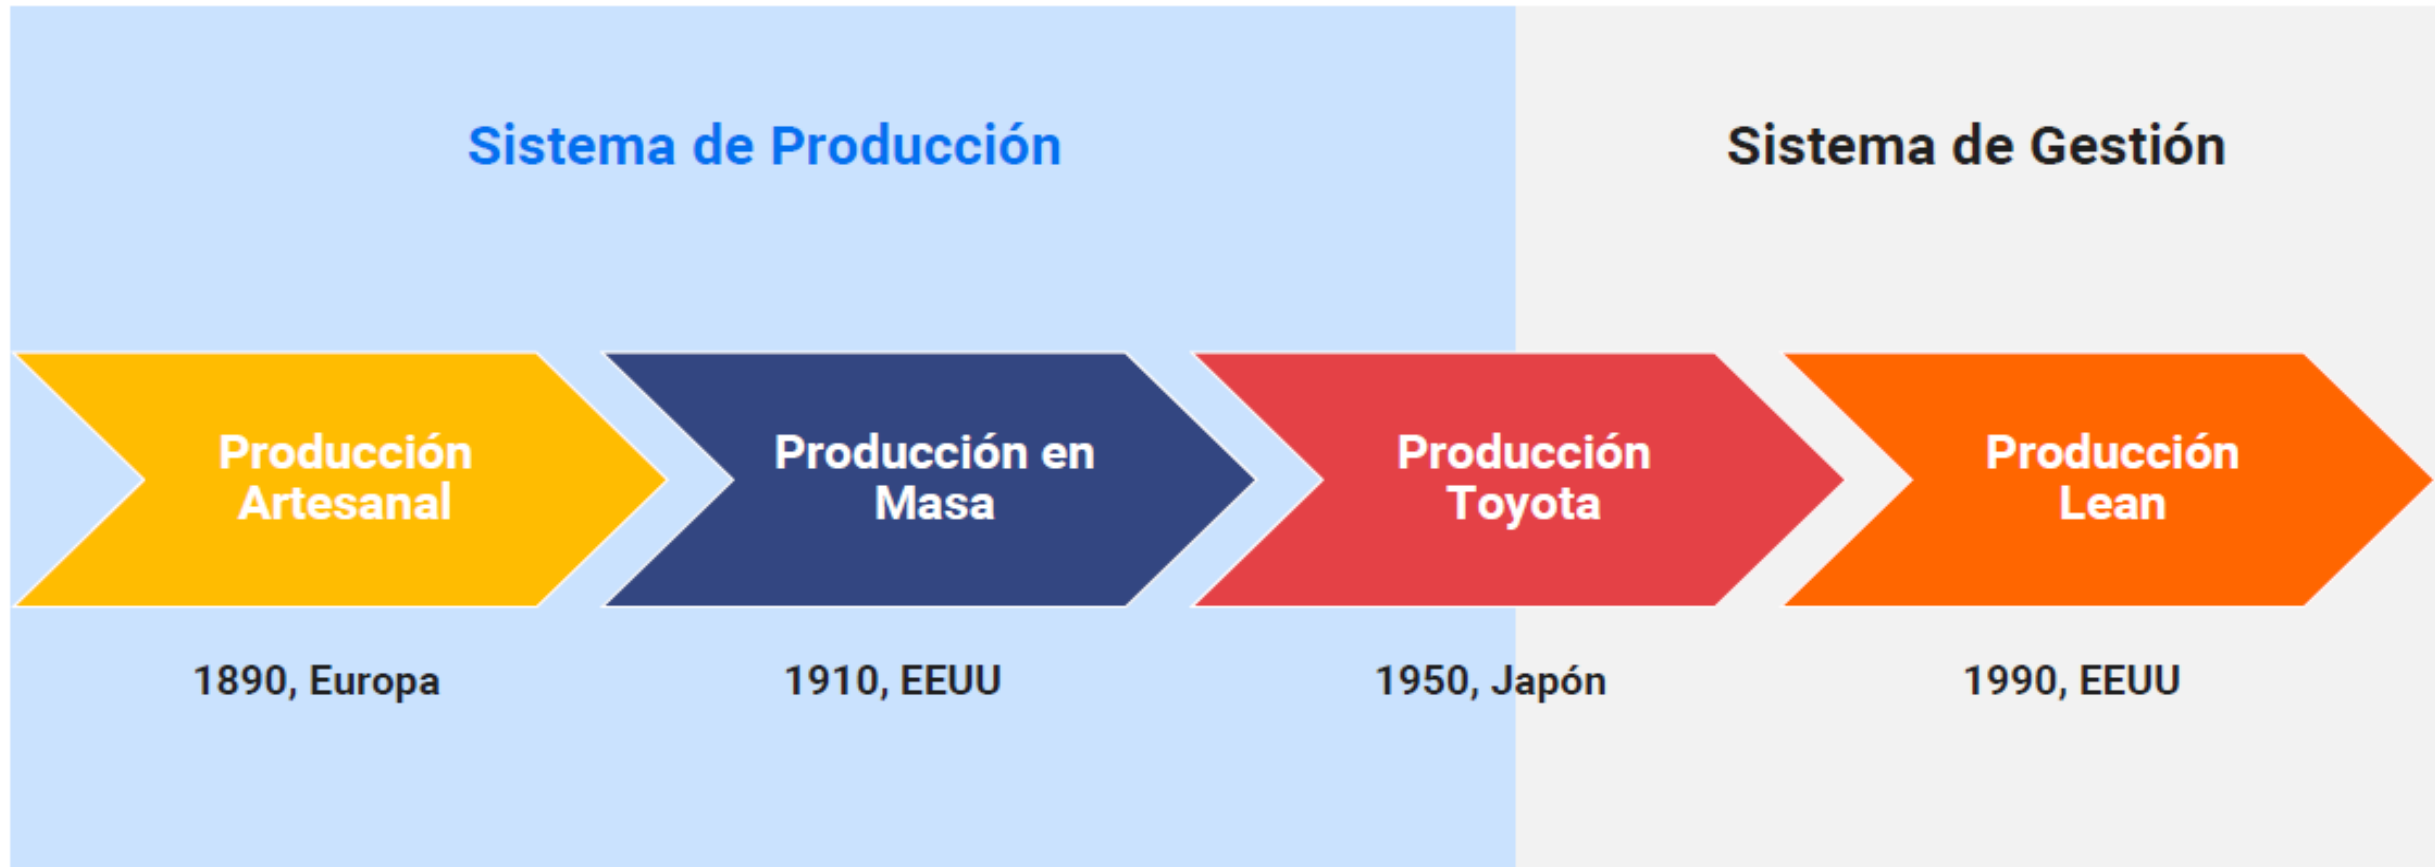 Sistema de Producción
Sistema de Gestión
Producción
Artesanal
Producción en
Masa
Producción
Toyota
Producción
Lean
1890, Europa
1910, EEUU
1950, Japón
1990, EEUU